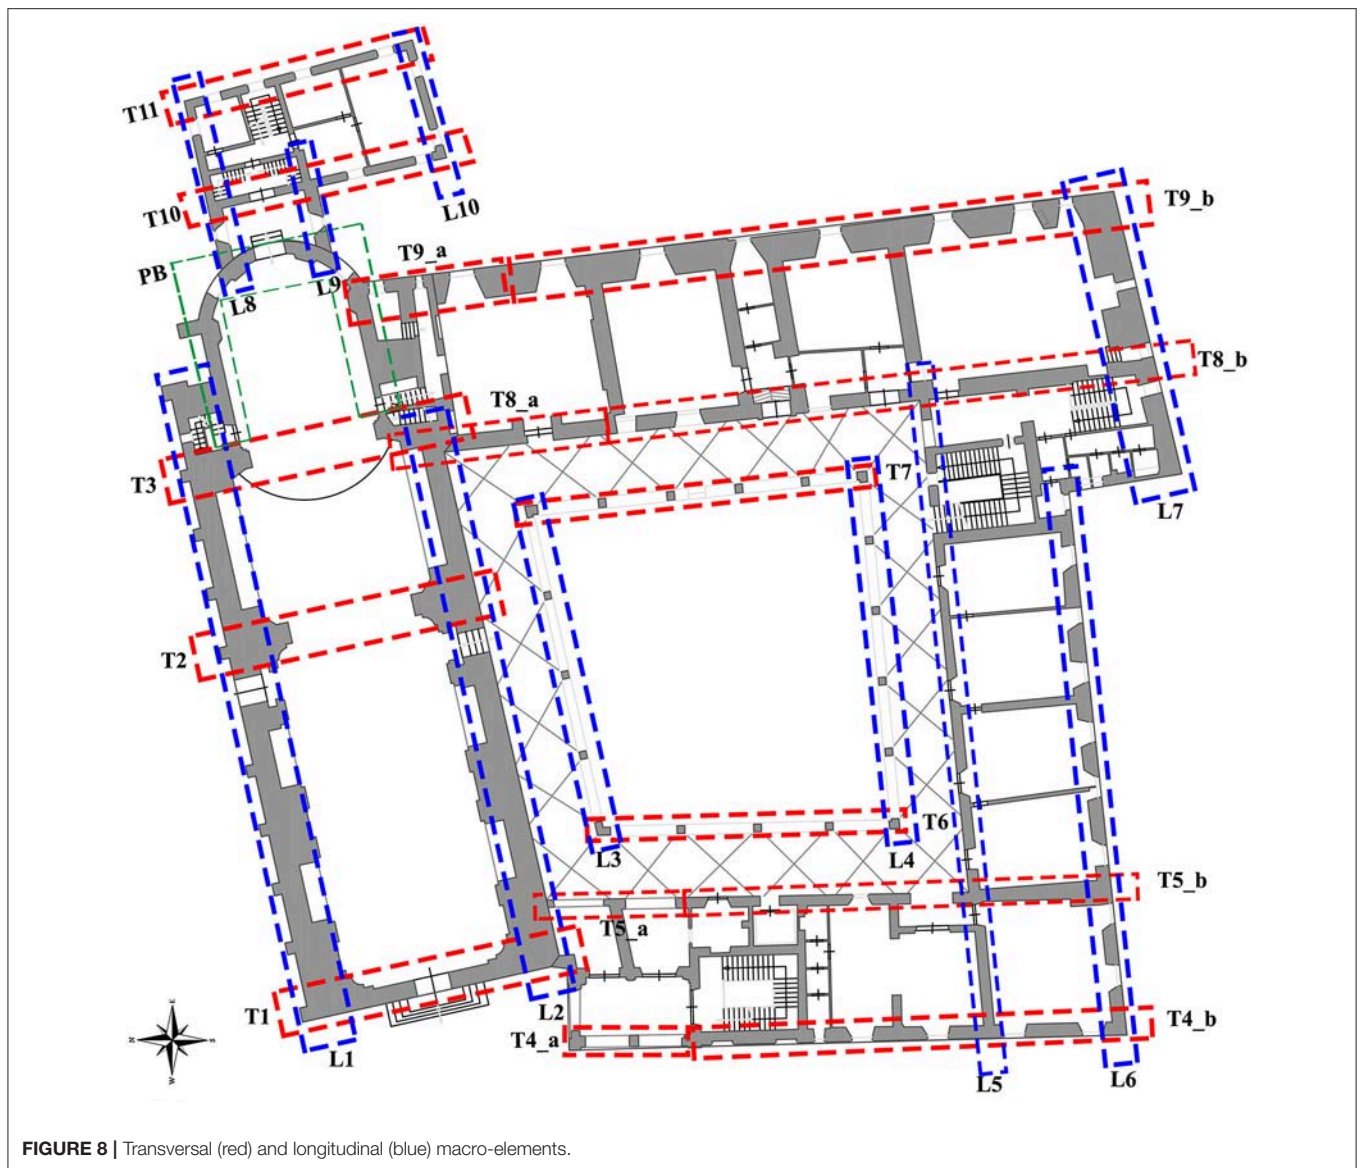 T11
T10
L10
T9_b
T9_a
PB
L9
L8
T8_b
T8_a
T7
T3
L7
T2
T6
L3
L4
T5_b
T5_a
L2
T1
T4_a
T4_b
L1
L5
L6
E
N
S
W
FIGURE 8 | Transversal (red) and longitudinal (blue) macro-elements.